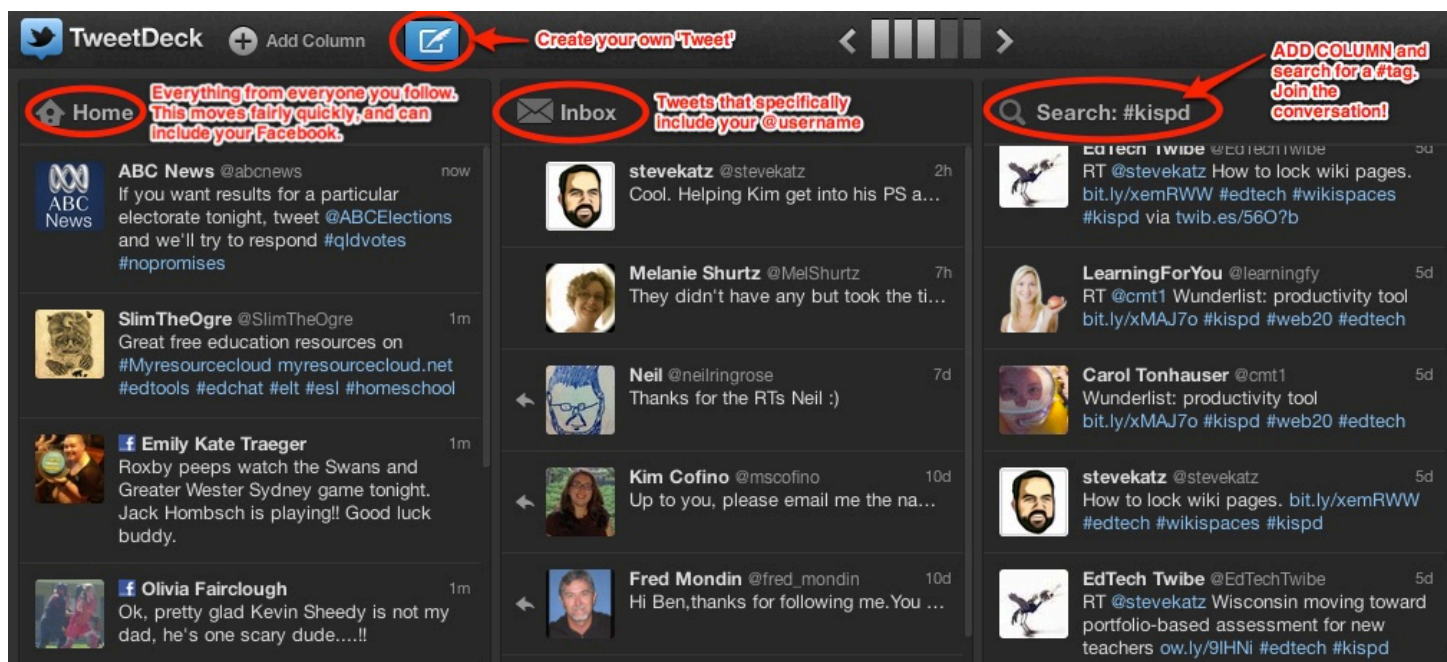 TweetDeck
Add Column
Create your own 'Tweet'
ADD COLUMN and
search for a #tag.
Join the
conversation!
Home
Everything from everyone you follow.
This moves fairly quickly, and can
include your Facebook.
ABC News @abcnews now
If you want results for a particular
electorate tonight, tweet @ABCElections
and we'll try to respond #qldvotes
#nopromises
SlimTheOgre @SlimTheOgre 1m
Great free education resources on
#Myresourcecloud myresourcecloud.net
#edtools #edchat #elt #esl #homeschool
Emily Kate Traeger 1m
Roxby peeps watch the Swans and
Greater Wester Sydney game tonight.
Jack Hombsch is playing!! Good luck
buddy.
Olivia Fairclough 1m
Ok, pretty glad Kevin Sheedy is not my
dad, he's one scary dude....!!
Inbox
Tweets that specifically
include your @username
stevekatz @stevekatz 2h
Cool. Helping Kim get into his PS a...
Melanie Shurtz @MelShurtz 7h
They didn't have any but took the ti...
Neil @neilringrose 7d
Thanks for the RTs Neil :)
Kim Cofino @mscofino 10d
Up to you, please email me the na...
Fred Mondin @fred_mondin 10d
Hi Ben,thanks for following me.You ...
Search: #kispd
EdTech Twibe @EdTechTwibe 5d
RT @stevekatz How to lock wiki pages.
bit.ly/xemRWW #edtech #wikispaces
#kispd via twib.es/56O?b
LearningForYou @learningfy 5d
RT @cmt1 Wunderlist: productivity tool
bit.ly/xMAJ7o #kispd #web20 #edtech
Carol Tonhauser @cmt1 5d
Wunderlist: productivity tool
bit.ly/xMAJ7o #kispd #web20 #edtech
stevekatz @stevekatz 5d
How to lock wiki pages. bit.ly/xemRWW
#edtech #wikispaces #kispd
EdTech Twibe @EdTechTwibe 5d
RT @stevekatz Wisconsin moving toward
portfolio-based assessment for new
teachers ow.ly/9IHNi #edtech #kispd
ABC
News